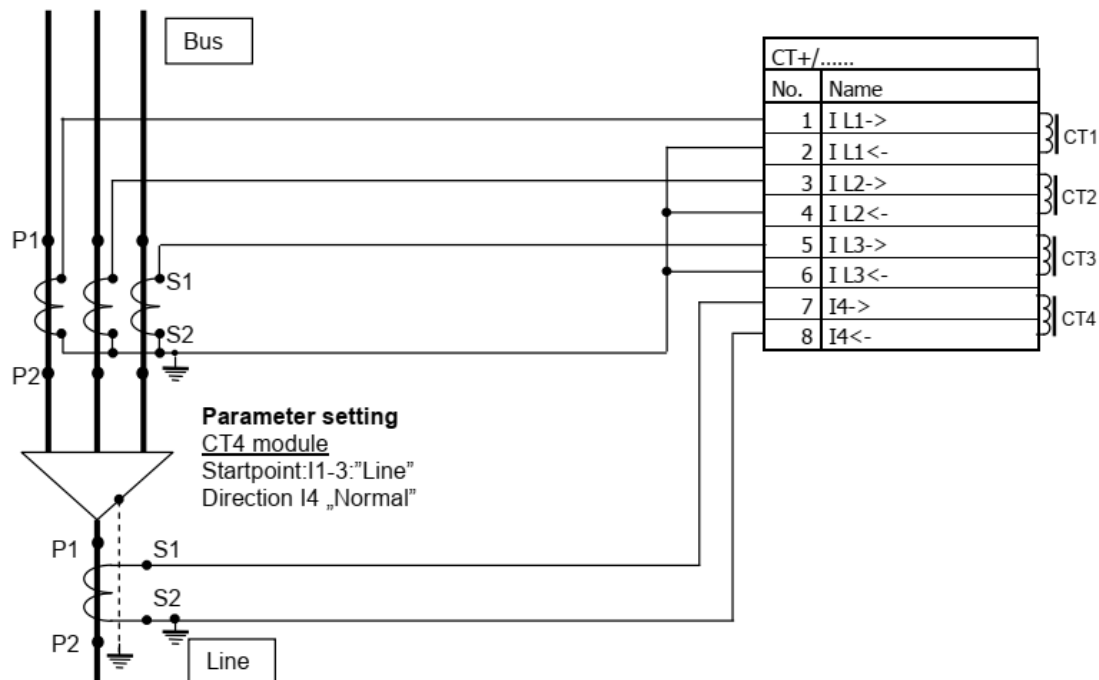 Bus
CT+/......
No. Name
1 I L1->
2 I L1<-
CT1
3 I L2->
4 I L2<-
CT2
5 I L3->
6 I L3<-
CT3
7 I4->
8 I4<-
CT4
P1
S1
S2
P2
Parameter setting
CT4 module
Startpoint:I1-3:”Line”
Direction I4 „Normal”
P1
S1
S2
P2
Line